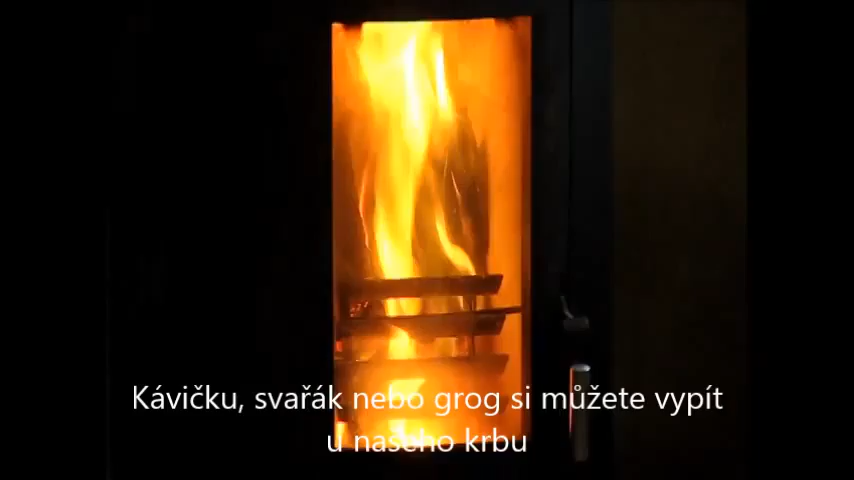 Kávičku, svařák nebo grog si můžete vypít
u našeho krbu